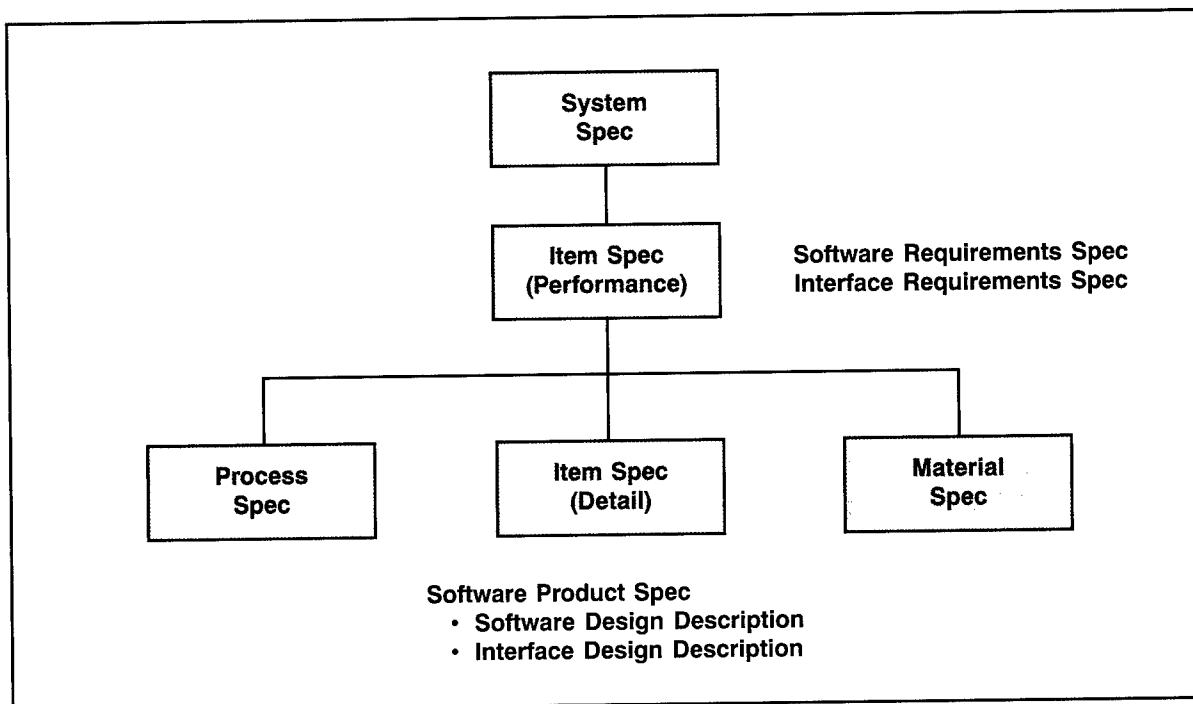 System
Spec
Item Spec
(Performance)
Software Requirements Spec
Interface Requirements Spec
Process
Spec
Item Spec
(Detail)
Material
Spec
Software Product Spec
• Software Design Description
• Interface Design Description